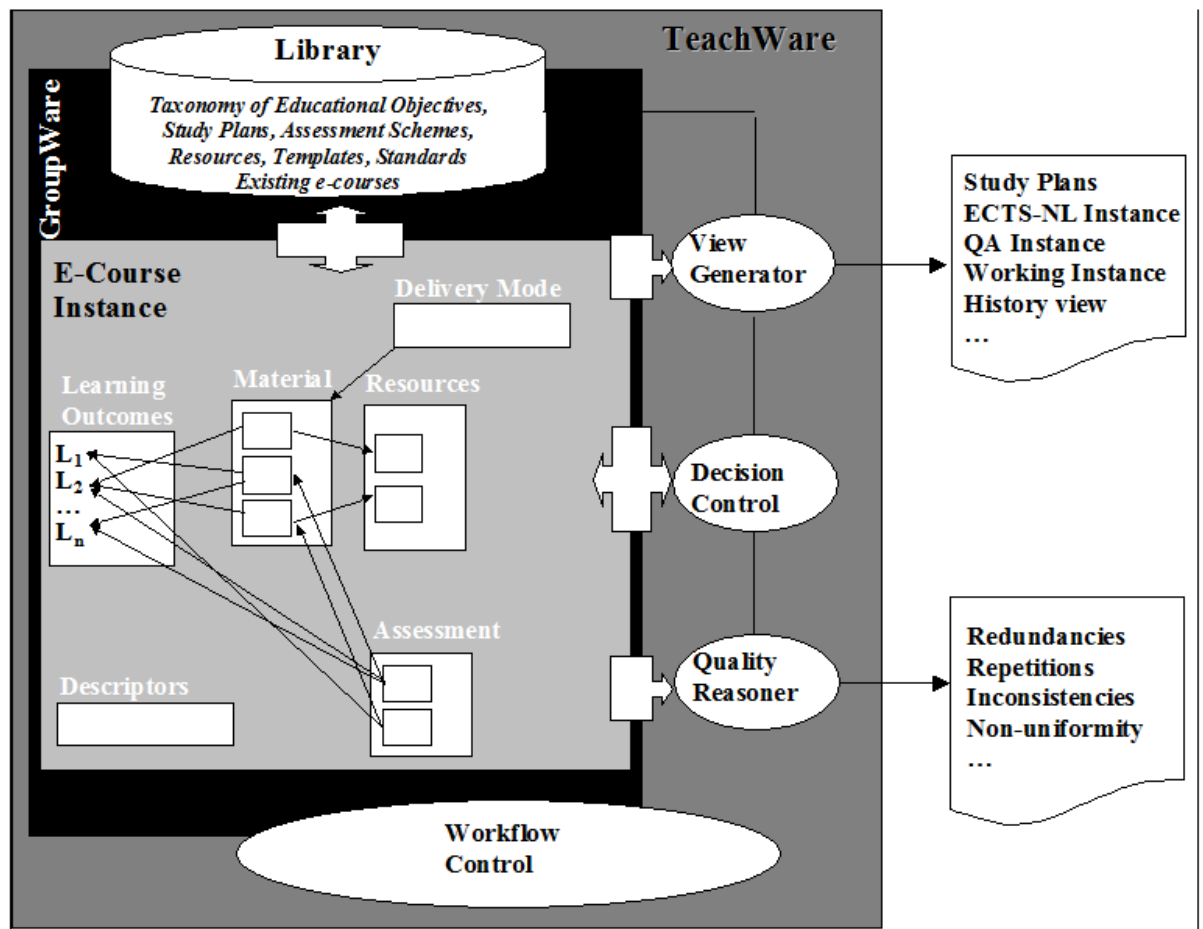 TeachWare
Library
Taxonomy of Educational Objectives,
Study Plans, Assessment Schemes,
Resources, Templates, Standards
Existing e-courses
GroupWare
E-Course
Instance
Delivery Mode
Learning
Outcomes
L1
L2
…
Ln
Material
Resources
Assessment
Descriptors
View
Generator
Decision
Control
Quality
Reasoner
Workflow
Control
Study Plans
ECTS-NL Instance
QA Instance
Working Instance
History view
…
Redundancies
Repetitions
Inconsistencies
Non-uniformity
…